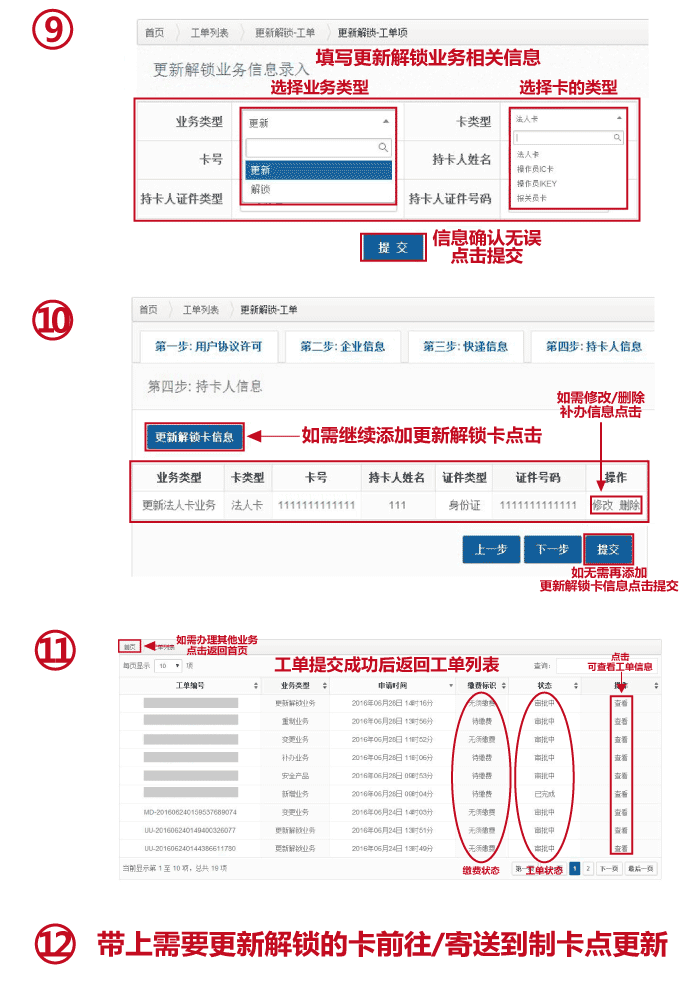 ⑨
首页 工单列表 更新解锁-工单 更新解锁-工单项
填写更新解锁业务相关信息
更新解锁业务信息录入
选择业务类型 选择卡的类型
业务类型 更新 卡类型 法人卡
卡号 持卡人姓名
更新 法人卡
解锁 操作员IC卡
操作员IKEY
持卡人证件类型 持卡人证件号码 报关员卡
提 交 信息确认无误
点击提交
⑩
首页 工单列表 更新解锁-工单
第一步: 用户协议许可 第二步: 企业信息 第三步: 快递信息 第四步: 持卡人信息
第四步: 持卡人信息
如需修改/删除
补办信息点击
更新解锁卡信息 如需继续添加更新解锁卡点击
业务类型 卡类型 卡号 持卡人姓名 证件类型 证件号码 操作
更新法人卡业务 法人卡 1111111111111 111 身份证 1111111111111 修改 删除
上一步 下一步 提交
如无需再添加
更新解锁卡信息点击提交
⑪
首页 工单列表 如需办理其他业务
点击返回首页
每页显示 10 项 工单提交成功后返回工单列表 查询: 点击
可查看工单信息
工单编号 业务类型 申请时间 缴费标识 状态 操作
更新解锁业务 2016年06月28日 14时16分 无须缴费 审批中 查看
重制业务 2016年06月28日 13时56分 待缴费 审批中 查看
变更业务 2016年06月28日 11时52分 无须缴费 审批中 查看
补办业务 2016年06月28日 11时06分 待缴费 审批中 查看
安全产品 2016年06月28日 09时53分 待缴费 审批中 查看
新增业务 2016年06月28日 09时04分 待缴费 已完成 查看
MD-20160624015953768​9074 变更业务 2016年06月24日 14时03分 无须缴费 审批中 查看
UU-201606240149400326077 更新解锁业务 2016年06月24日 13时51分 无须缴费 审批中 查看
UU-201606240144386611780 更新解锁业务 2016年06月24日 13时49分 无须缴费 审批中 查看
当前显示第 1 至 10 项，总共 19 项 缴费状态 工单状态 1 2 下一页 最后一页
⑫ 带上需要更新解锁的卡前往/寄送到制卡点更新